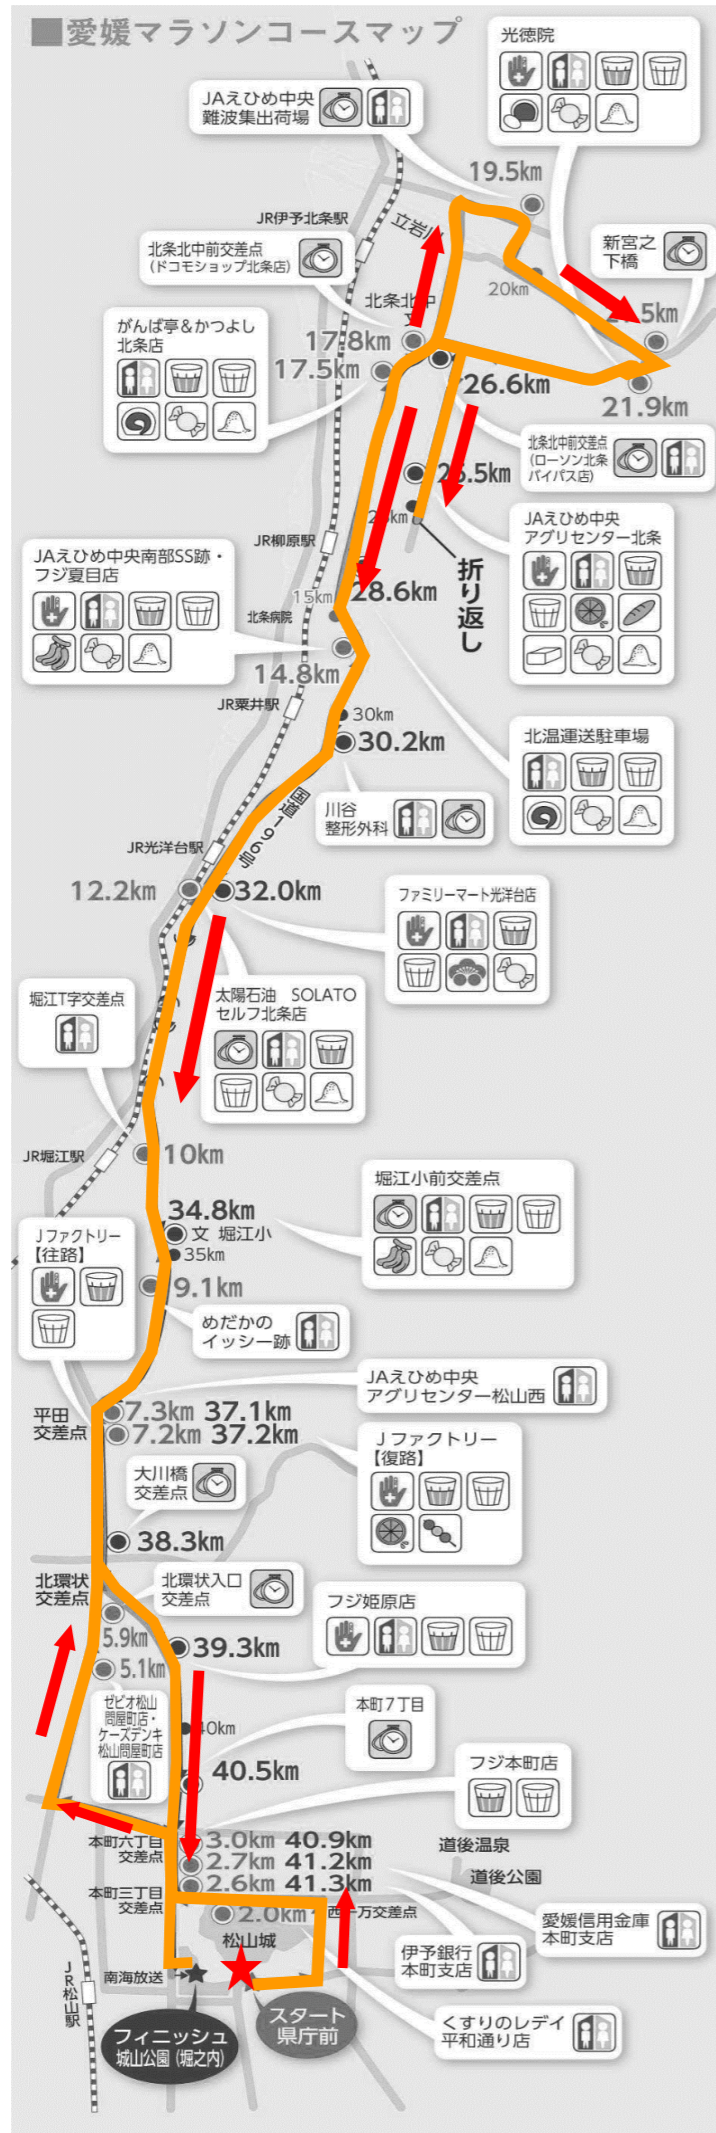 ■愛媛マラソンコースマップ
光徳院
JAえひめ中央
難波集出荷場
19.5km
JR伊予北条駅
立岩川
新宮之
下橋
北条北中前交差点
(ドコモショップ北条店)
20km
北条北中
文
5km
がんば亭&かつよし
北条店
17.8km
17.5km
26.6km
21.9km
北条北中前交差点
(ローソン北条
バイパス店)
JAえひめ中央
アグリセンター北条
JR柳原駅
折り返し
JAえひめ中央南部SS跡・
フジ夏目店
15km
28.6km
北条病院
14.8km
JR粟井駅
30km
30.2km
北温運送駐車場
川谷
整形外科
国道196号
JR光洋台駅
12.2km
32.0km
ファミリーマート光洋台店
堀江T字交差点
太陽石油 SOLATO
セルフ北条店
JR堀江駅
10km
34.8km
堀江小前交差点
文 堀江小
35km
Jファクトリー
【往路】
9.1km
めだかの
イッシー跡
JAえひめ中央
アグリセンター松山西
平田
交差点
7.3km 37.1km
7.2km 37.2km
Jファクトリー
【復路】
大川橋
交差点
38.3km
北環状
交差点
北環状入口
交差点
フジ姫原店
5.9km
39.3km
5.1km
ゼビオ松山
問屋町店・
ケーズデンキ
松山問屋町店
本町7丁目
40km
40.5km
フジ本町店
本町六丁目
交差点
3.0km 40.9km
2.7km 41.2km
2.6km 41.3km
道後温泉
道後公園
本町三丁目
交差点
2.0km
西一万交差点
愛媛信用金庫
本町支店
松山城
伊予銀行
本町支店
JR松山駅
南海放送
フィニッシュ
城山公園(堀之内)
スタート
県庁前
くすりのレデイ
平和通り店